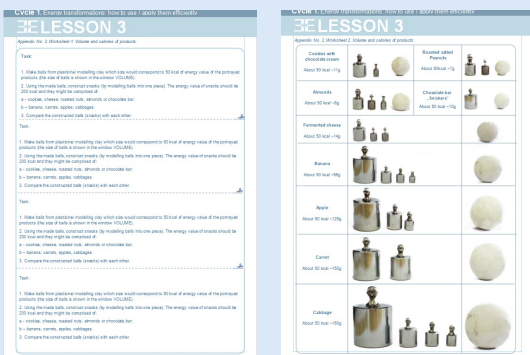 Cycle 1. Energy transformations: how to use / apply them efficiently
LESSON 3
Appendix No. 2. Worksheet 1. Volume and calories of products
Task:
1. Make balls from plasticine/ modelling clay which size would correspond to 50 kcal of energy value of the portrayed
products (the size of balls is shown in the window VOLUME).
2. Using the made balls, construct snacks (by modelling balls into one piece). The energy value of snacks should be
200 kcal and they might be comprised of:
a - cookies, cheese, roasted nuts, almonds or chocolate bar;
b – banana, carrots, apples, cabbages.
3. Compare the constructed balls (snacks) with each other.
Task:
1. Make balls from plasticine/ modelling clay which size would correspond to 50 kcal of energy value of the portrayed
products (the size of balls is shown in the window VOLUME).
2. Using the made balls, construct snacks (by modelling balls into one piece). The energy value of snacks should be
200 kcal and they might be comprised of:
a - cookies, cheese, roasted nuts, almonds or chocolate bar;
b – banana, carrots, apples, cabbages.
3. Compare the constructed balls (snacks) with each other.
Task:
1. Make balls from plasticine/ modelling clay which size would correspond to 50 kcal of energy value of the portrayed
products (the size of balls is shown in the window VOLUME).
2. Using the made balls, construct snacks (by modelling balls into one piece). The energy value of snacks should be
200 kcal and they might be comprised of:
a - cookies, cheese, roasted nuts, almonds or chocolate bar;
b – banana, carrots, apples, cabbages.
3. Compare the constructed balls (snacks) with each other.
Task:
1. Make balls from plasticine/ modelling clay which size would correspond to 50 kcal of energy value of the portrayed
products (the size of balls is shown in the window VOLUME).
2. Using the made balls, construct snacks (by modelling balls into one piece). The energy value of snacks should be
200 kcal and they might be comprised of:
a - cookies, cheese, roasted nuts, almonds or chocolate bar;
b – banana, carrots, apples, cabbages.
3. Compare the constructed balls (snacks) with each other.
Cycle 1. Energy transformations: how to use / apply them efficiently
LESSON 3
Appendix No. 2. Worksheet 2. Volume and calories of products.
Cookies with
chocolate cream
About 50 kcal ~11g
Roasted salted
Peanuts
About 50kcal ~7g
Almonds
About 50 kcal ~8g
Chocolate bar
„Snickers"
About 50 kcal ~10g
Fermented cheese
About 50 kcal ~14g
Banana
About 50 kcal
Apple
About 50 kcal ~125g
Carrot
About 50 kcal ~150g
Cabbage
About 50 kcal